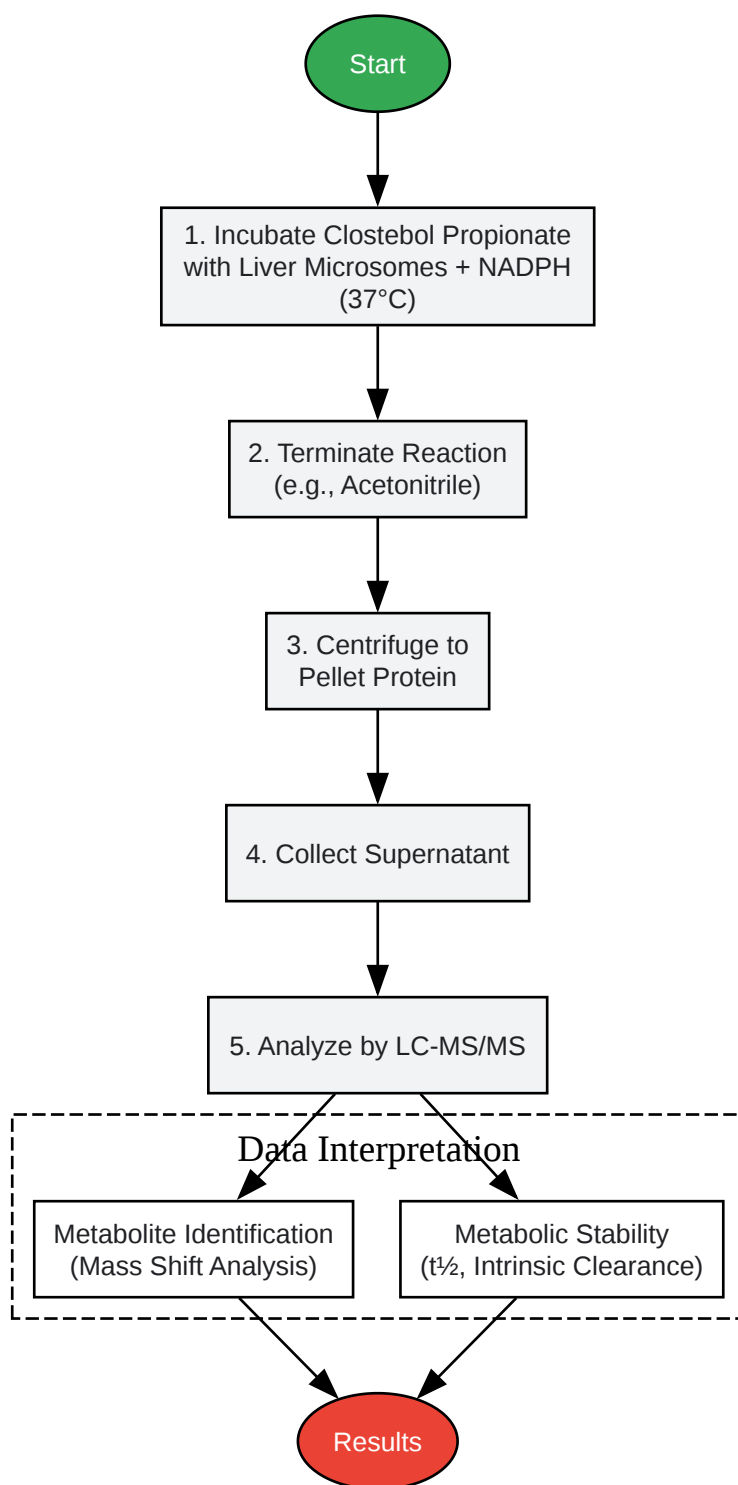 Start
1. Incubate Clostebol Propionate
with Liver Microsomes + NADPH
(37°C)
2. Terminate Reaction
(e.g., Acetonitrile)
3. Centrifuge to
Pellet Protein
4. Collect Supernatant
5. Analyze by LC-MS/MS
Data Interpretation
Metabolite Identification
(Mass Shift Analysis)
Metabolic Stability
(t½, Intrinsic Clearance)
Results